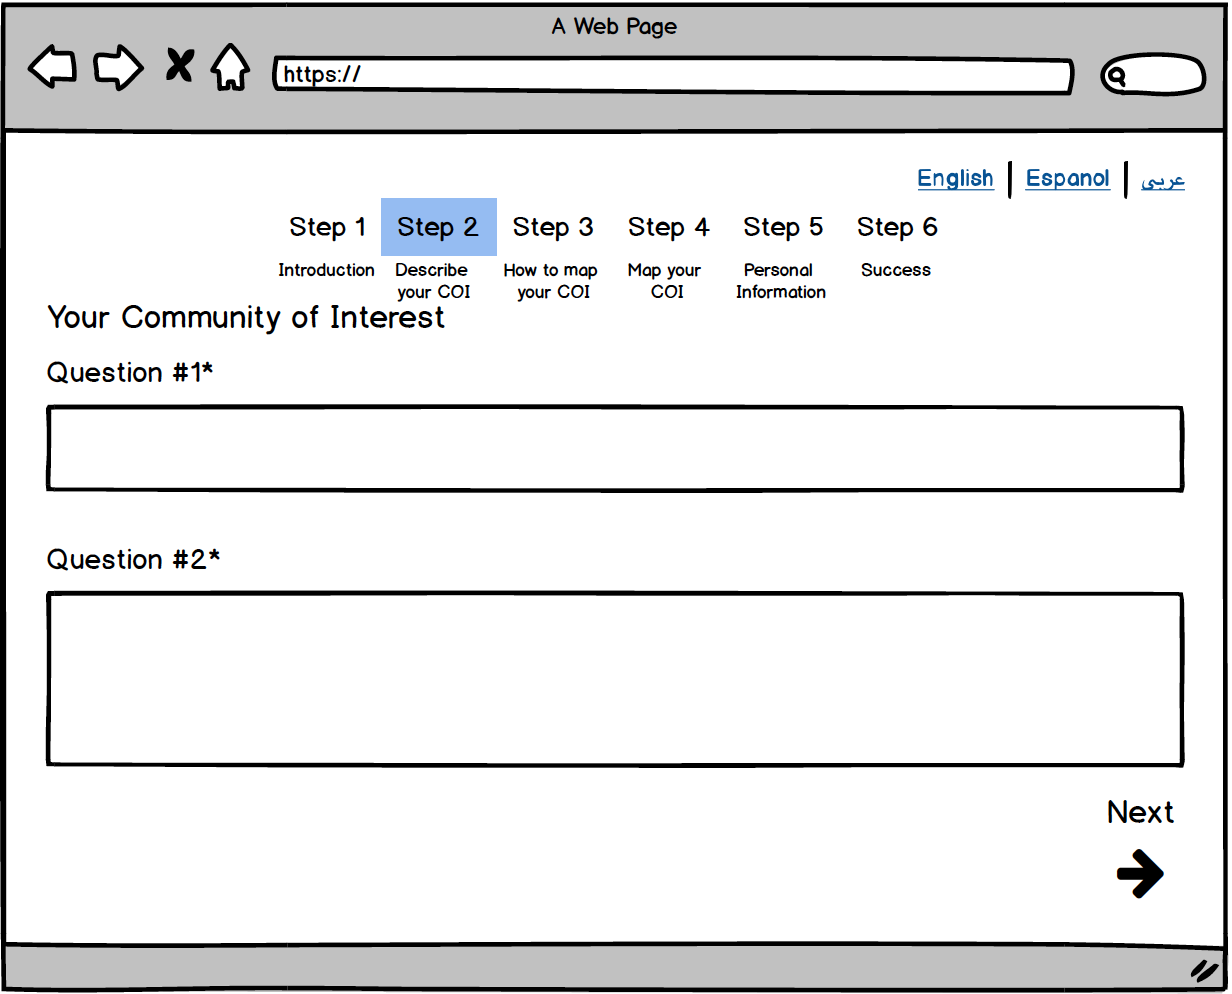 A Web Page
https://
English | Espanol | عربي
Step 1 Step 2 Step 3 Step 4 Step 5 Step 6
Introduction Describe your COI How to map your COI Map your COI Personal Information Success
Your Community of Interest
Question #1*
Question #2*
Next